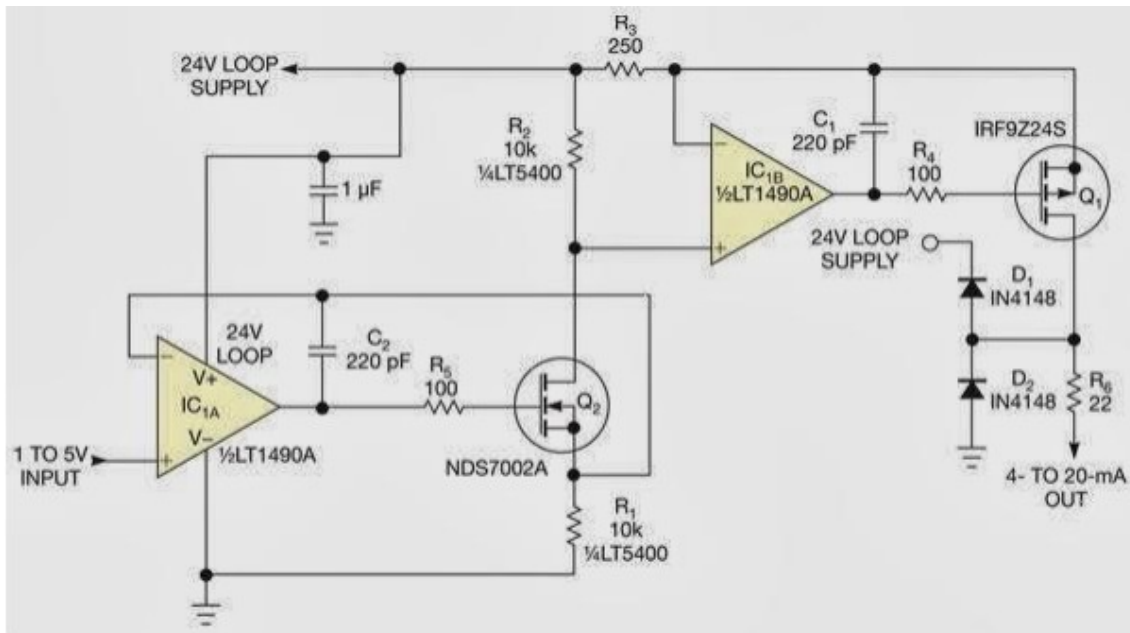 R3
250
24V LOOP
SUPPLY
R2
10k
¼LT5400
1 µF
C1
220 pF
IRF9Z24S
IC1B
½LT1490A
R4
100
Q1
24V LOOP
SUPPLY
D1
IN4148
24V
LOOP
C2
220 pF
R5
100
Q2
V+
IC1A
V–
½LT1490A
D2
IN4148
R6
22
1 TO 5V
INPUT
NDS7002A
4- TO 20-mA
OUT
R1
10k
¼LT5400
−
+
−
+